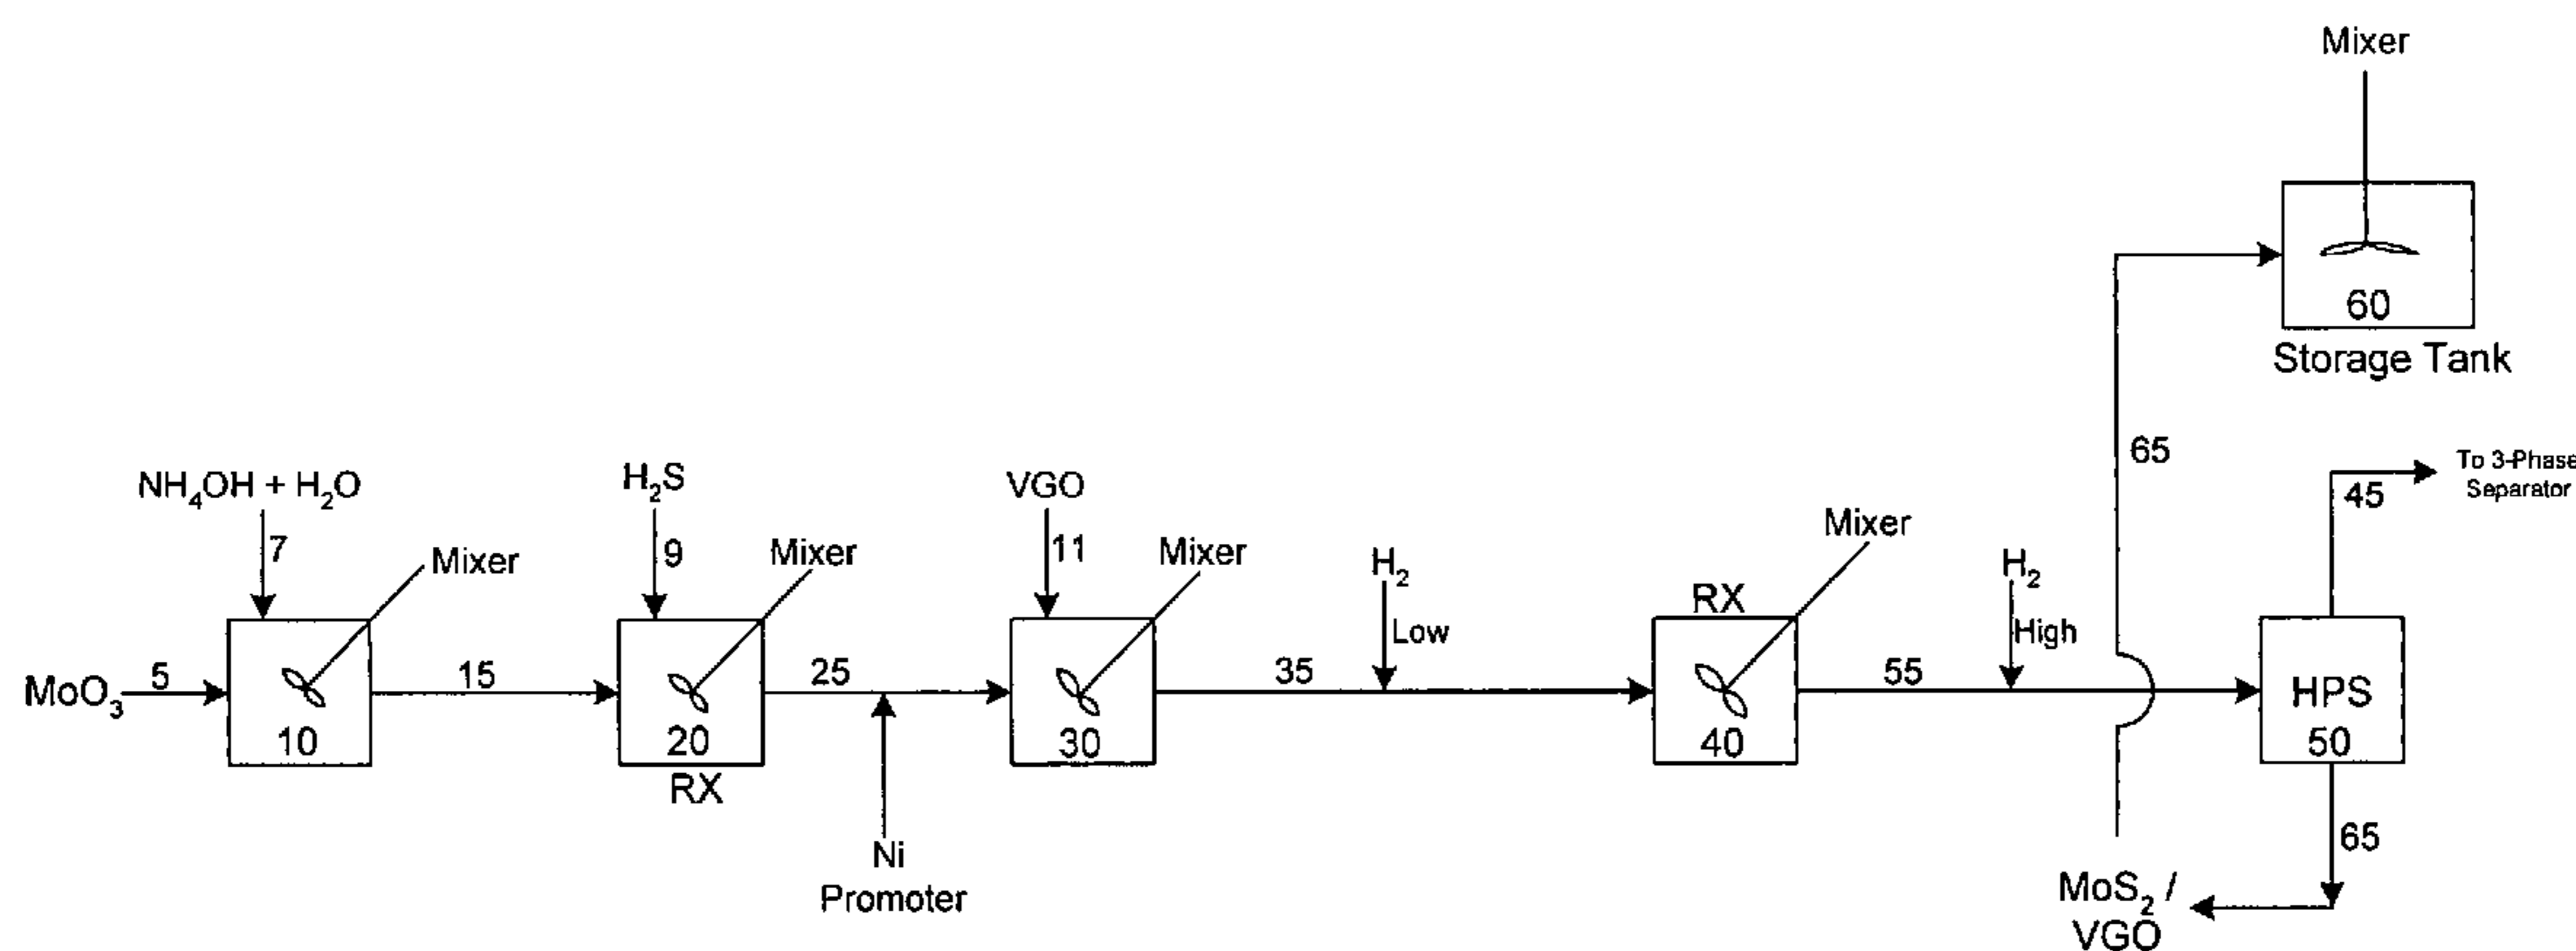 Mixer
60
Storage Tank
65
To 3-Phase
Separator
45
NH₄OH + H₂O
7
Mixer
H₂S
9
Mixer
VGO
11
Mixer
H₂
Low
Mixer
RX
H₂
High
MoO₃
5
10
15
20
RX
25
Ni
Promoter
30
35
40
55
HPS
50
65
MoS₂ /
VGO